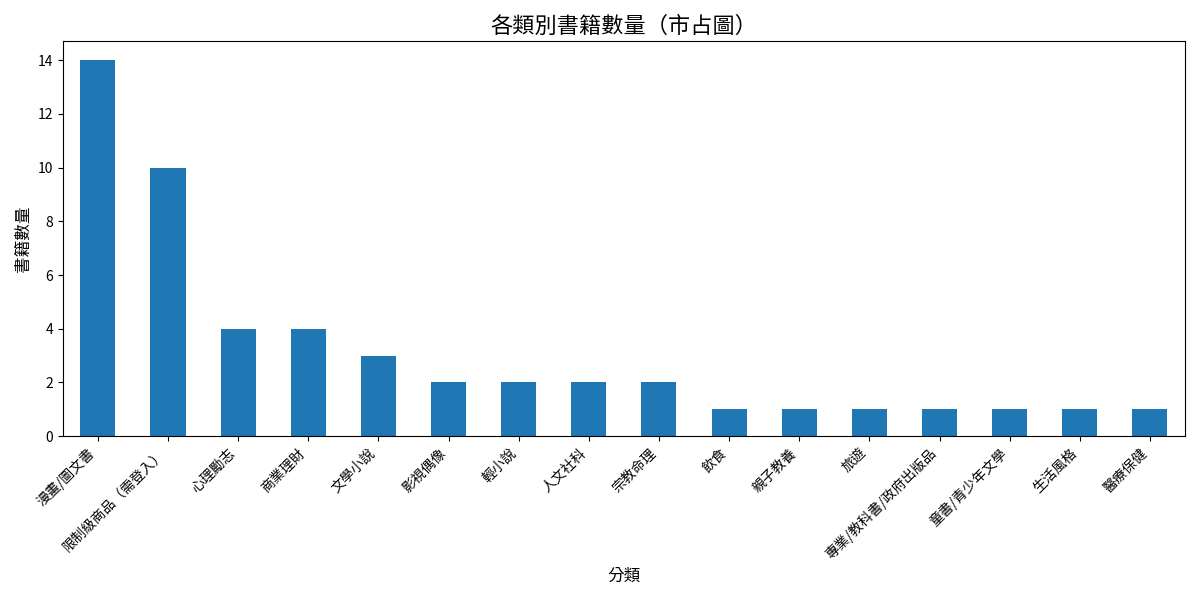 各類別書籍數量（市占圖）
書籍數量
14
12
10
8
6
4
2
0
漫畫/圖文書
限制級商品（需登入）
心理勵志
商業理財
文學小說
影視偶像
輕小說
人文社科
宗教命理
飲食
親子教養
旅遊
專業/教科書/政府出版品
童書/青少年文學
生活風格
醫療保健
分類